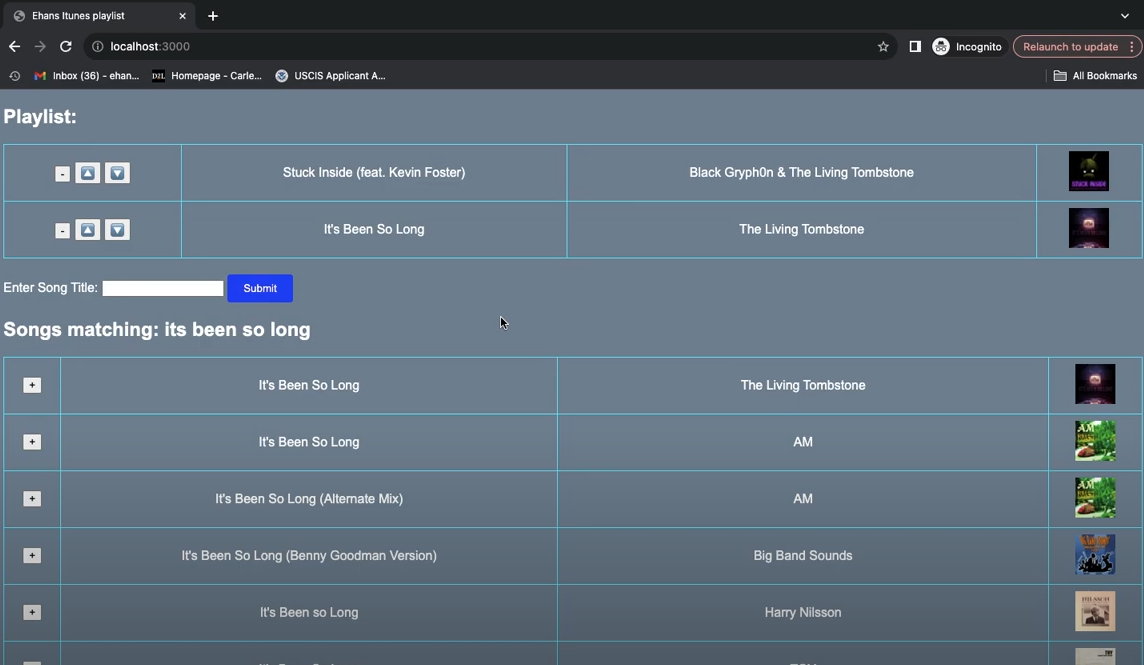 Ehans Itunes playlist
localhost:3000
Incognito
Relaunch to update
Inbox (36) - ehan...
D2L
Homepage - Carle...
USCIS Applicant A...
All Bookmarks
Playlist:
- Stuck Inside (feat. Kevin Foster) Black Gryph0n & The Living Tombstone STUCK INSIDE
- It's Been So Long The Living Tombstone
Enter Song Title: Submit
Songs matching: its been so long
+ It's Been So Long The Living Tombstone
+ It's Been So Long AM AM
+ It's Been So Long (Alternate Mix) AM AM
+ It's Been So Long (Benny Goodman Version) Big Band Sounds
+ It's Been so Long Harry Nilsson